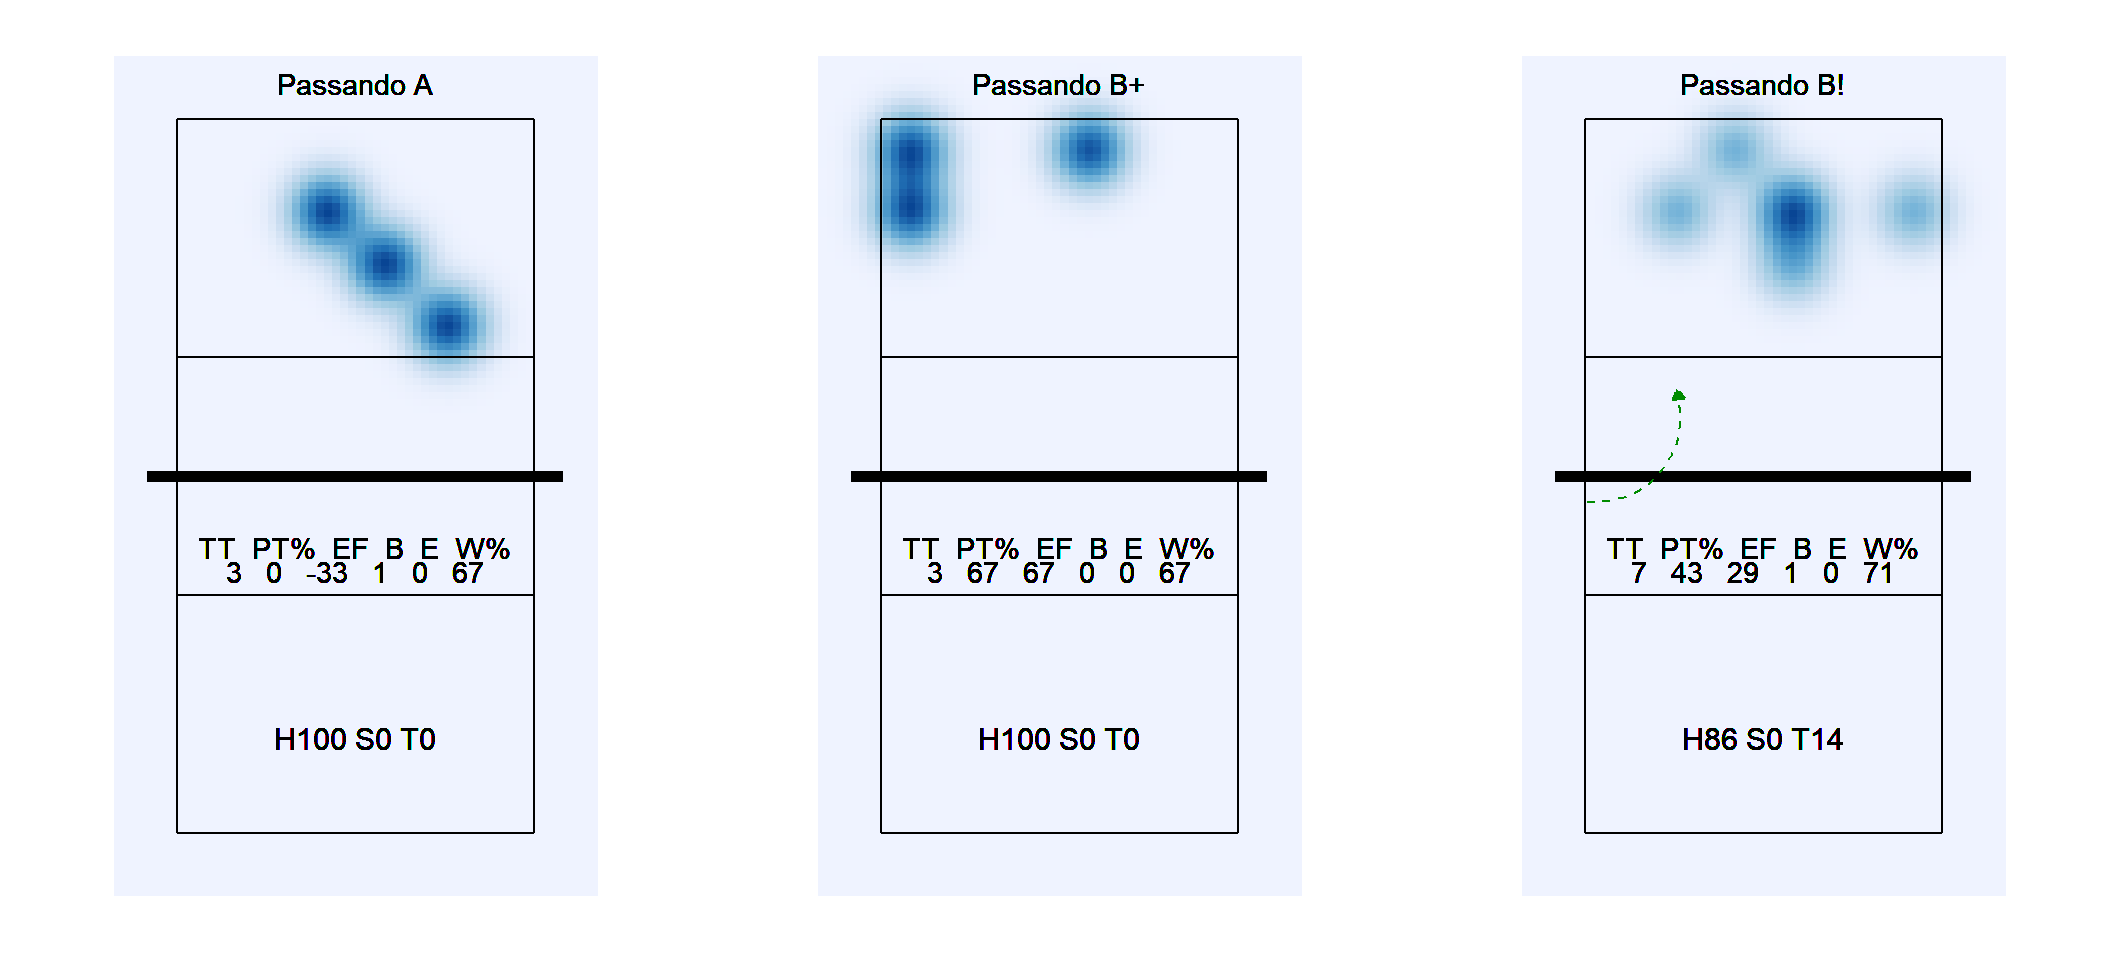 Passando A
TT PT% EF B E W%
3 0 -33 1 0 67
H100 S0 T0
Passando B+
TT PT% EF B E W%
3 67 67 0 0 67
H100 S0 T0
Passando B!
TT PT% EF B E W%
7 43 29 1 0 71
H86 S0 T14